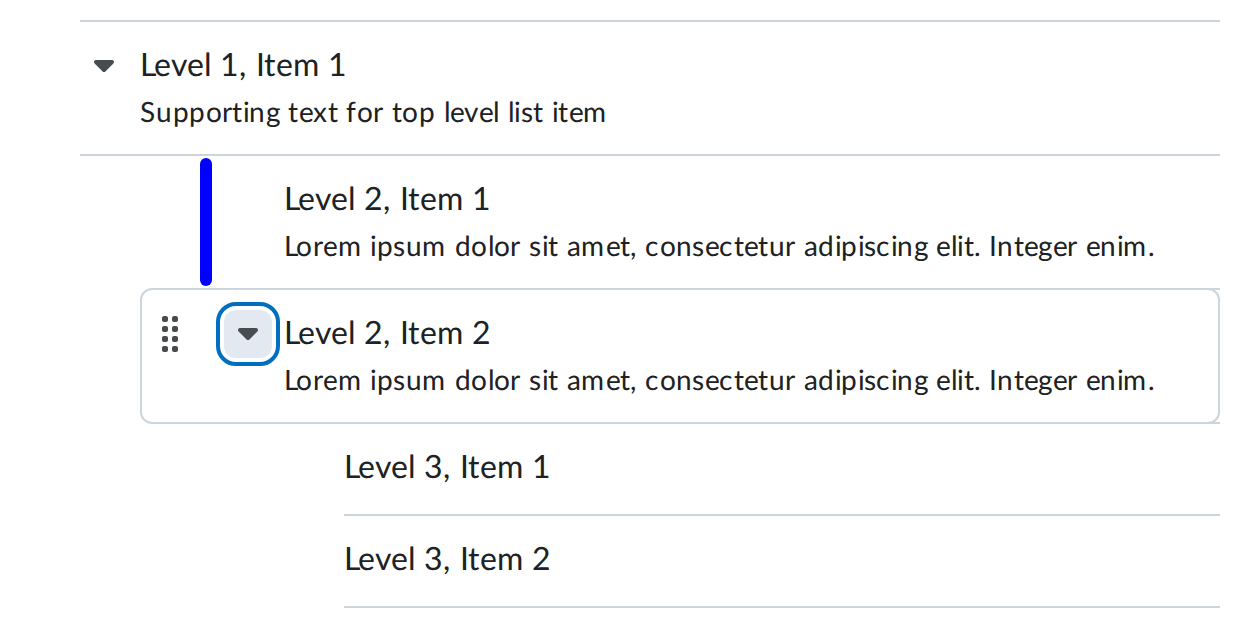 Level 1, Item 1
Supporting text for top level list item
Level 2, Item 1
Lorem ipsum dolor sit amet, consectetur adipiscing elit. Integer enim.
Level 2, Item 2
Lorem ipsum dolor sit amet, consectetur adipiscing elit. Integer enim.
Level 3, Item 1
Level 3, Item 2